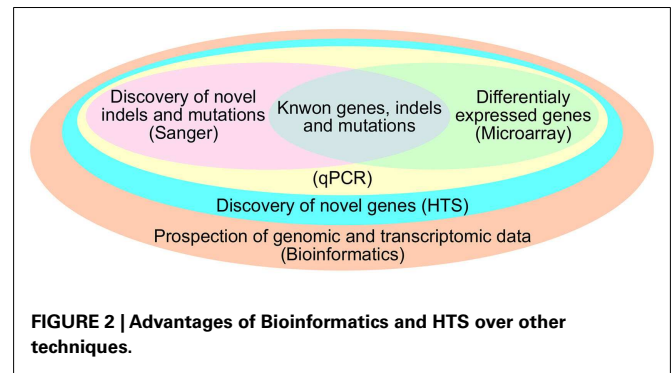 Discovery of novel
indels and mutations
(Sanger)
Knwon genes, indels
and mutations
Differentialy
expressed genes
(Microarray)
(qPCR)
Discovery of novel genes (HTS)
Prospection of genomic and transcriptomic data
(Bioinformatics)
FIGURE 2 | Advantages of Bioinformatics and HTS over other
techniques.